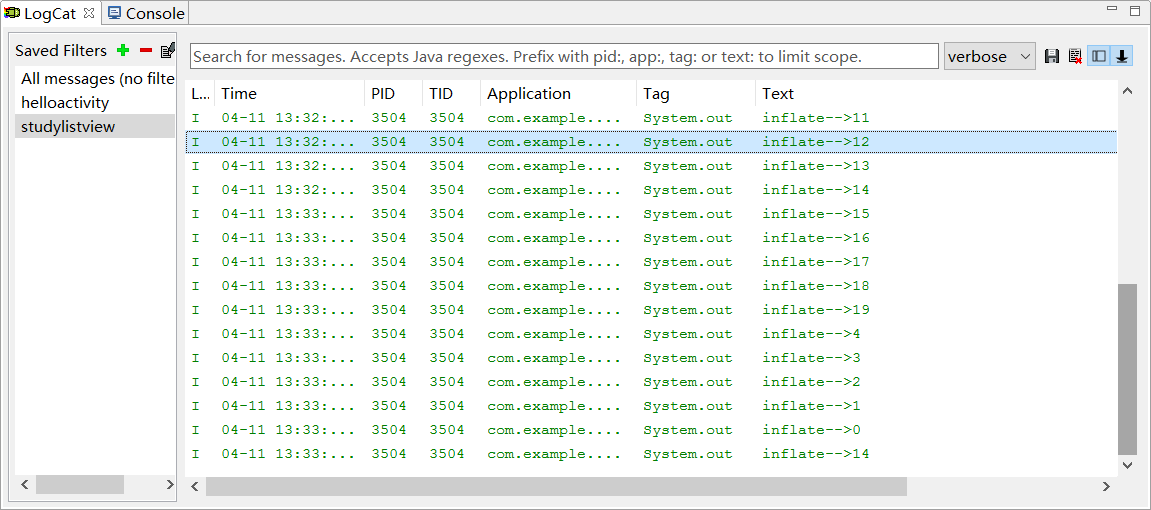 LogCat Console
Saved Filters
All messages (no filte
helloactivity
studylistview
Search for messages. Accepts Java regexes. Prefix with pid:, app:, tag: or text: to limit scope. verbose
L... Time PID TID Application Tag Text
I 04-11 13:32:... 3504 3504 com.example.... System.out inflate-->11
I 04-11 13:32:... 3504 3504 com.example.... System.out inflate-->12
I 04-11 13:32:... 3504 3504 com.example.... System.out inflate-->13
I 04-11 13:32:... 3504 3504 com.example.... System.out inflate-->14
I 04-11 13:33:... 3504 3504 com.example.... System.out inflate-->15
I 04-11 13:33:... 3504 3504 com.example.... System.out inflate-->16
I 04-11 13:33:... 3504 3504 com.example.... System.out inflate-->17
I 04-11 13:33:... 3504 3504 com.example.... System.out inflate-->18
I 04-11 13:33:... 3504 3504 com.example.... System.out inflate-->19
I 04-11 13:33:... 3504 3504 com.example.... System.out inflate-->4
I 04-11 13:33:... 3504 3504 com.example.... System.out inflate-->3
I 04-11 13:33:... 3504 3504 com.example.... System.out inflate-->2
I 04-11 13:33:... 3504 3504 com.example.... System.out inflate-->1
I 04-11 13:33:... 3504 3504 com.example.... System.out inflate-->0
I 04-11 13:33:... 3504 3504 com.example.... System.out inflate-->14